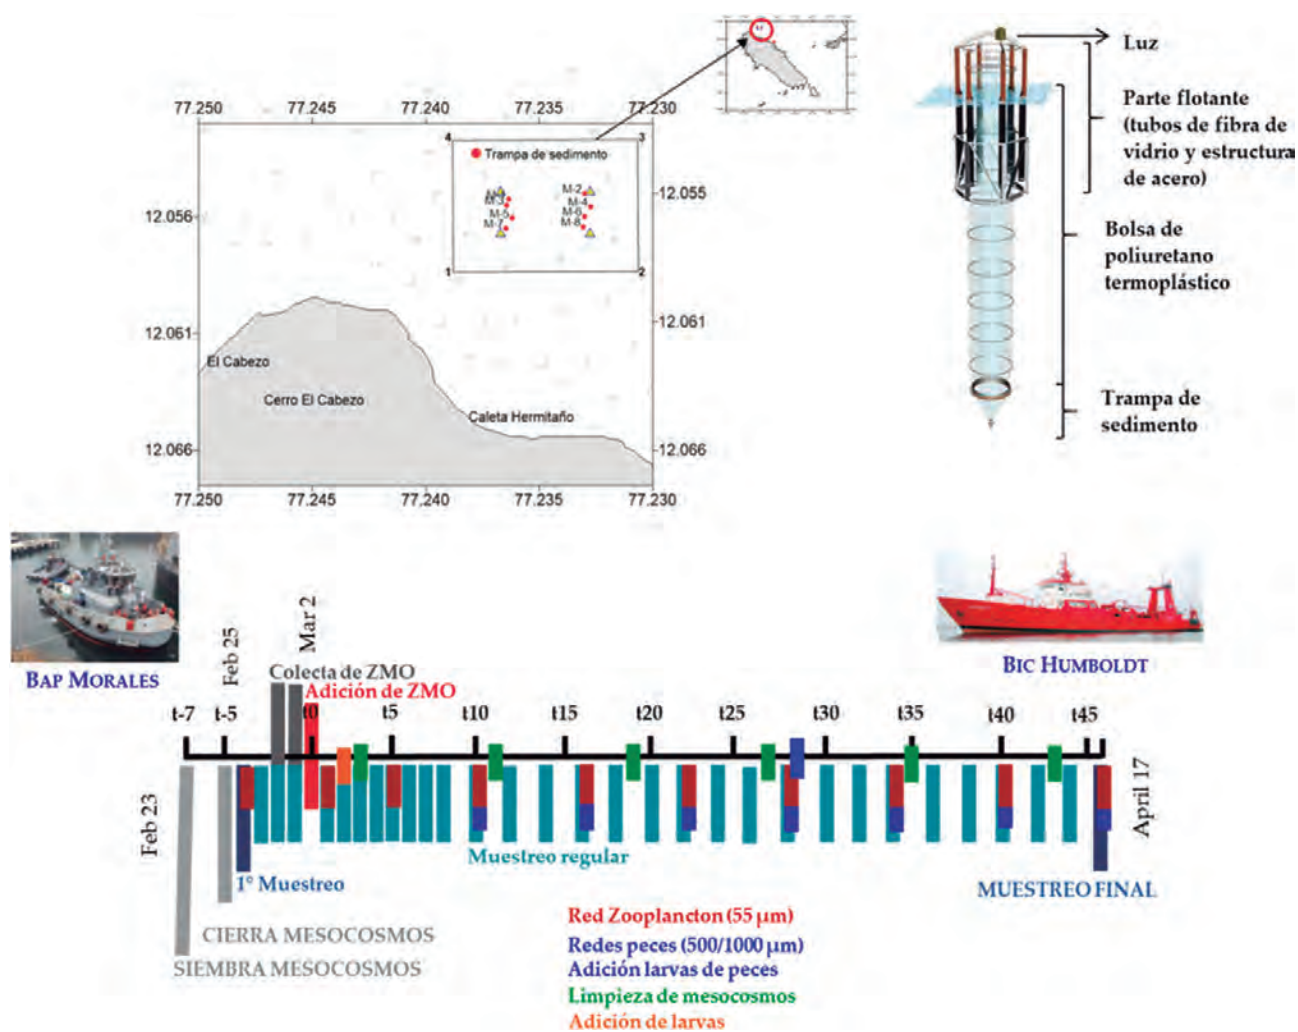 77.250 77.245 77.240 77.235 77.230
12.056
12.061
12.066
12.055
12.061
12.066
4
3
1
2
Trampa de sedimento
M-3
M-5
M-7
M-2
M-4
M-6
M-8
El Cabezo
Cerro El Cabezo
Caleta Hermitaño
77.250 77.245 77.240 77.235 77.230
Luz
Parte flotante
(tubos de fibra de
vidrio y estructura
de acero)
Bolsa de
poliuretano
termoplástico
Trampa de
sedimento
BAP MORALES
BIC HUMBOLDT
Feb 25
Mar 2
Colecta de ZMO
Adición de ZMO
t-7 t-5 t0 t5 t10 t15 t20 t25 t30 t35 t40 t45
Feb 23
April 17
Muestreo regular
1° Muestreo
MUESTREO FINAL
CIERRA MESOCOSMOS
SIEMBRA MESOCOSMOS
Red Zooplancton (55 µm)
Redes peces (500/1000 µm)
Adición larvas de peces
Limpieza de mesocosmos
Adición de larvas